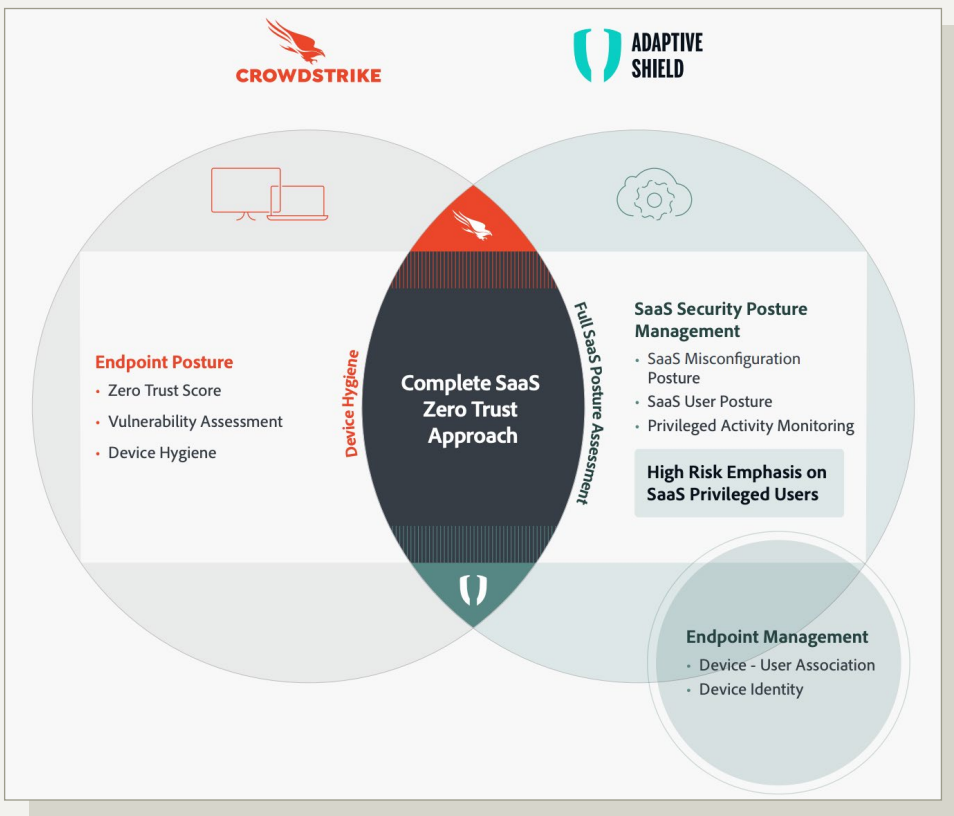 CROWDSTRIKE
ADAPTIVE
SHIELD
Endpoint Posture
• Zero Trust Score
• Vulnerability Assessment
• Device Hygiene
Device Hygiene
Complete SaaS
Zero Trust
Approach
Full SaaS Posture Assessment
SaaS Security Posture
Management
• SaaS Misconfiguration
Posture
• SaaS User Posture
• Privileged Activity Monitoring
High Risk Emphasis on
SaaS Privileged Users
Endpoint Management
• Device - User Association
• Device Identity